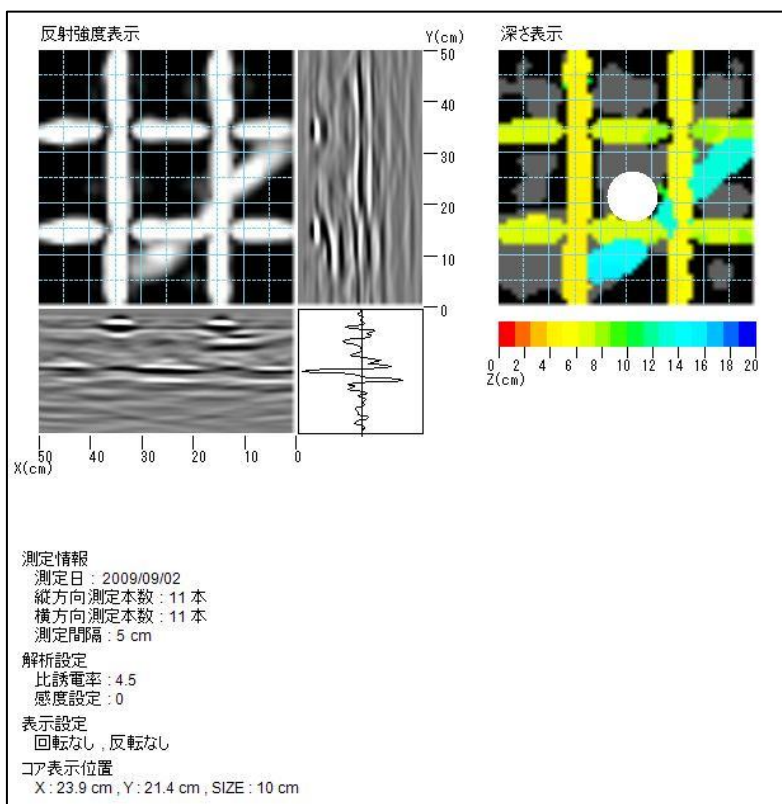 反射強度表示
Y(cm)
深さ表示
50
40
30
20
10
0
0 2 4 6 8 10 12 14 16 18 20
Z(cm)
50 40 30 20 10 0
X(cm)
測定情報
測定日 : 2009/09/02
縦方向測定本数 : 11 本
横方向測定本数 : 11 本
測定間隔 : 5 cm
解析設定
比誘電率 : 4.5
感度設定 : 0
表示設定
回転なし , 反転なし
コア表示位置
X : 23.9 cm , Y : 21.4 cm , SIZE : 10 cm